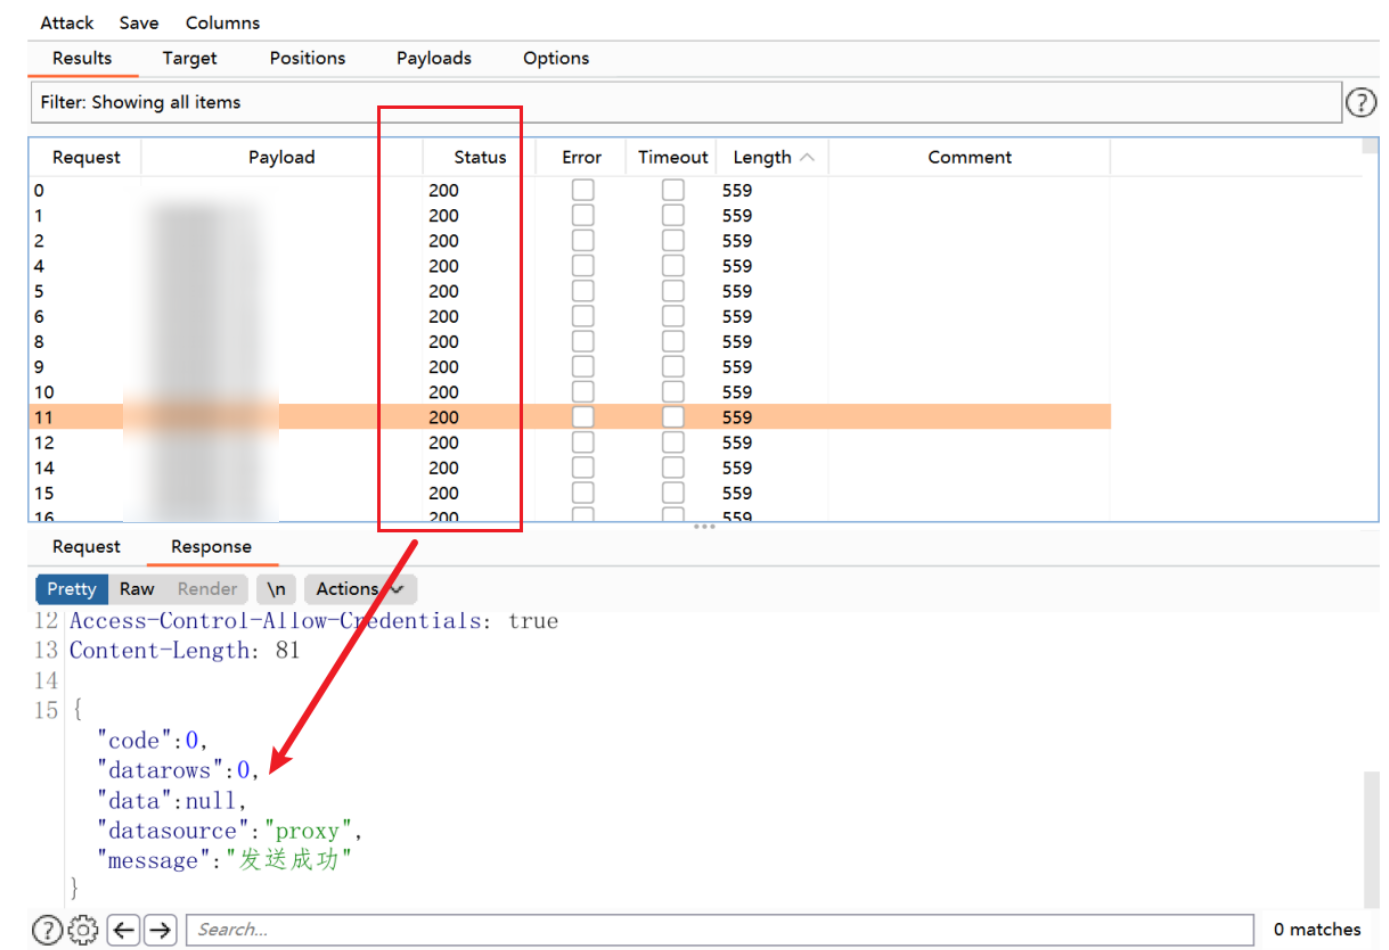 Attack Save Columns
Results Target Positions Payloads Options
Filter: Showing all items
?
Request Payload Status Error Timeout Length Comment
0 200 559
1 200 559
2 200 559
4 200 559
5 200 559
6 200 559
8 200 559
9 200 559
10 200 559
11 200 559
12 200 559
14 200 559
15 200 559
16 200 559
Request Response
Pretty Raw Render \n Actions
12 Access-Control-Allow-Credentials: true
13 Content-Length: 81
14
15 {
"code":0,
"datarows":0,
"data":null,
"datasource":"proxy",
"message":"发送成功"
}
? Search... 0 matches